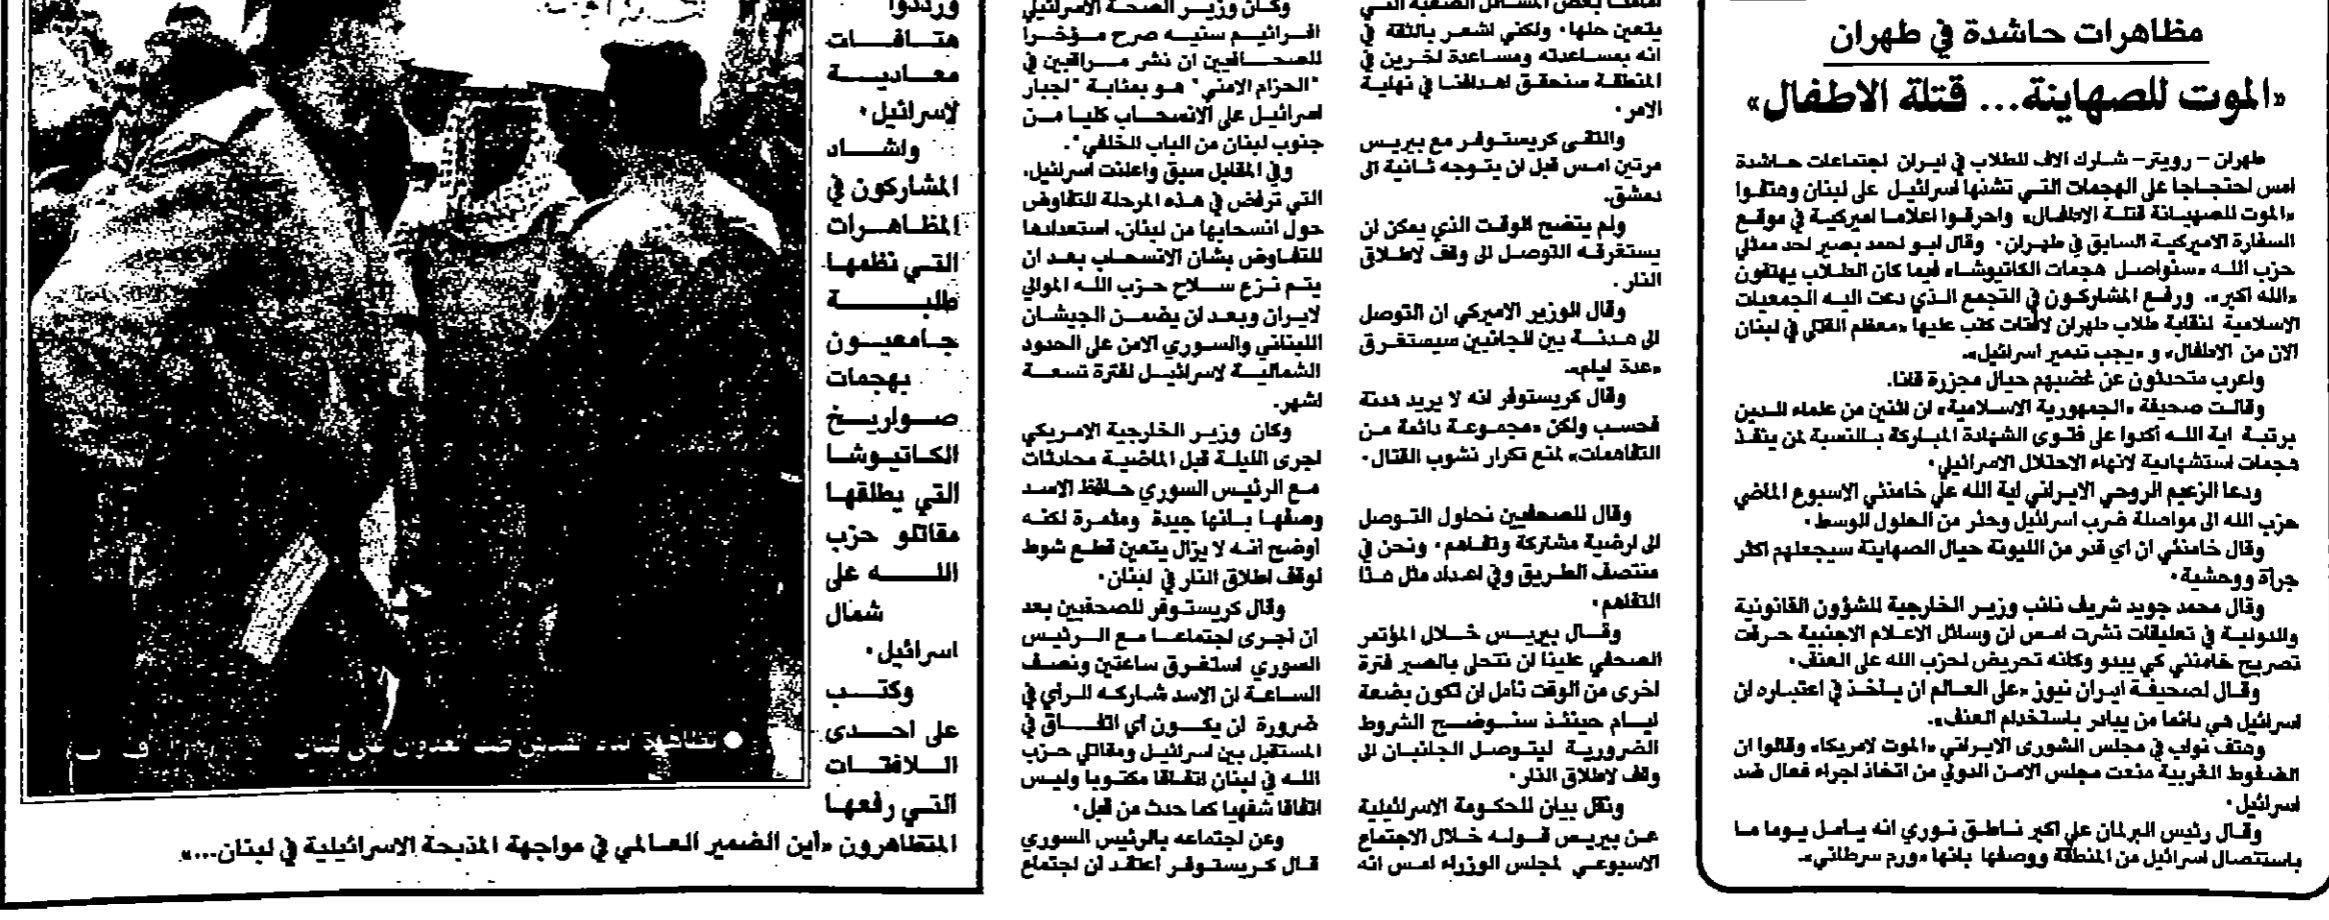 مظاهرات حاشدة في طهران
«الموت للصهاينة... قتلة الاطفال»
طهران - رويتر - شارك الاف الطلاب في ايران اجتماعات حاشدة
امس احتجاجا على الهجمات التي تشنها اسرائيل على لبنان وهتفوا
«الموت للصهيانة قتلة الاطفال» واحرقوا اعلاما اميركية في موقع
السفارة الاميركية السابق في طهران. وقال ابو احمد بصير احد ممثلي
حزب الله «سنواصل هجمات الكاتيوشا» فيما كان الطلاب يهتفون
«الله اكبر». ورفع المشاركون في التجمع الذي دعت اليه الجمعيات
الاسلامية لنقابة طلاب طهران لافتات كتب عليها «معظم القتلى في لبنان
الان من الاطفال» و «يجب تدمير اسرائيل».
واعرب متحدثون عن غضبهم حيال مجزرة قانا.
وقالت صحيفة «الجمهورية الاسلامية» ان اثنين من علماء الدين
برتبة اية الله أكدوا على فتوى الشهادة المباركة بالنسبة لمن ينفذ
هجمات استشهادية لانهاء الاحتلال الاسرائيلي.
ودعا الزعيم الروحي الايراني اية الله علي خامنئي الاسبوع الماضي
حزب الله الى مواصلة ضرب اسرائيل وحذر من الحلول الوسط.
وقال خامنئي ان اي قدر من الليونة حيال الصهاينة سيجعلهم اكثر
جرأة ووحشية.
وقال محمد جويد شريف نائب وزير الخارجية للشؤون القانونية
والدولية في تعليقات نشرت امس ان وسائل الاعلام الاجنبية حرفت
تصريح خامنئي كي يبدو وكانه تحريض لحزب الله على العنف.
وقال لصحيفة ايران نيوز «على العالم ان ياخذ في اعتباره ان
اسرائيل هي دائما من يبادر باستخدام العنف».
وهتف نواب في مجلس الشورى الايراني «الموت لامريكا» وقالوا ان
الضغوط الغربية منعت مجلس الامن الدولي من اتخاذ اجراء فعال ضد
اسرائيل.
وقال رئيس البرلمان علي اكبر ناطق نوري انه يامل يوما ما
باستئصال اسرائيل من المنطقة ووصفها بانها «ورم سرطاني».
امامنا بعض المسائل الصعبة التي
يتعين حلها. ولكني اشعر بالثقة في
انه بمساعدته ومساعدة اخرين في
المنطقة سنحقق اهدافنا في نهاية
الامر.
والتقى كريستوفر مع بيريس
مرتين امس قبل ان يتوجه ثانية الى
دمشق.
ولم يتضح الوقت الذي يمكن ان
يستغرقه التوصل الى وقف لاطلاق
النار.
وقال الوزير الاميركي ان التوصل
الى هدنة بين الجانبين سيستغرق
«عدة ايام».
وقال كريستوفر انه لا يريد هدنة
فحسب ولكن «مجموعة دائمة من
التفاهمات» لمنع تكرار نشوب القتال.
وقال للصحفيين نحاول التوصل
الى ارضية مشتركة وتفاهم. ونحن في
منتصف الطريق وفي اعداد مثل هذا
التفاهم.
وقال بيريس خلال المؤتمر
الصحفي علينا ان نتحلى بالصبر فترة
اخرى من الوقت نأمل ان تكون بضعة
ايام حينئذ ستوضح الشروط
الضرورية ليتوصل الجانبان الى
وقف لاطلاق النار.
ونقل بيان للحكومة الاسرائيلية
عن بيريس قوله خلال الاجتماع
الاسبوعي لمجلس الوزراء امس انه
وكان وزير الصحة الاسرائيلي
افرائيم سنيه صرح مؤخرا
للصحافيين ان نشر مراقبين في
"الحزام الامني" هو بمثابة "اجبار
اسرائيل على الانسحاب كليا من
جنوب لبنان من الباب الخلفي".
وفي المقابل سبق واعلنت اسرائيل،
التي ترفض في هذه المرحلة التفاوض
حول انسحابها من لبنان، استعدادها
للتفاوض بشان الانسحاب بعد ان
يتم نزع سلاح حزب الله الموالي
لايران وبعد ان يضمن الجيشان
اللبناني والسوري الامن على الحدود
الشمالية لاسرائيل لفترة تسعة
اشهر.
وكان وزير الخارجية الامريكي
اجرى الليلة قبل الماضية محادثات
مع الرئيس السوري حافظ الاسد
وصفها بانها جيدة ومثمرة لكنه
أوضح أنه لا يزال يتعين قطع شوط
لوقف اطلاق النار في لبنان.
وقال كريستوفر للصحفيين بعد
ان اجرى اجتماعا مع الرئيس
السوري استغرق ساعتين ونصف
الساعة ان الاسد شاركه الرأي في
ضرورة ان يكون أي اتفاق في
المستقبل بين اسرائيل ومقاتلي حزب
الله في لبنان اتفاقا مكتوبا وليس
اتفاقا شفهيا كما حدث من قبل.
وعن اجتماعه بالرئيس السوري
قال كريستوفر أعتقد ان اجتماع
ورددوا
هتافات
معادية
لاسرائيل.
واشاد
المشاركون في
المظاهرات
التي نظمها
طلبة
جامعيون
بهجمات
صواريخ
الكاتيوشا
التي يطلقها
مقاتلو حزب
الله على
شمال
اسرائيل.
وكتب
على احدى
اللافتات
التي رفعها
المتظاهرون «أين الضمير العالمي في مواجهة المذبحة الاسرائيلية في لبنان...»
على لبنان